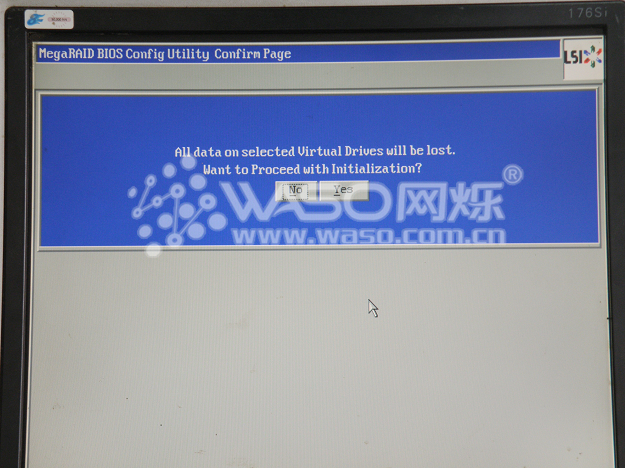 176Si
MegaRAID BIOS Config Utility Confirm Page
LSI
All data on selected Virtual Drives will be lost.
Want to Proceed with Initialization?
No Yes
WASO网烁®
www.waso.com.cn